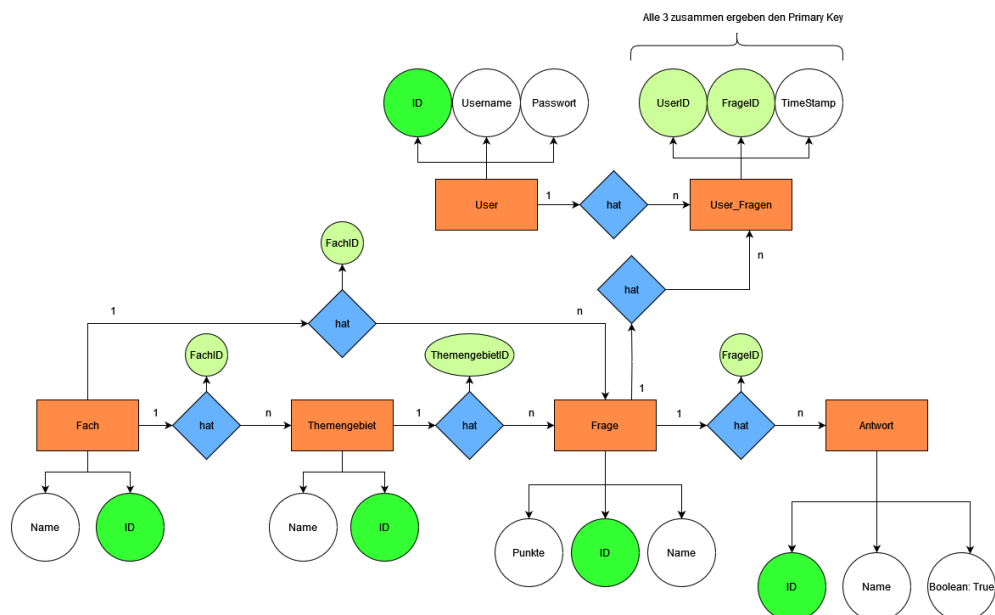 Alle 3 zusammen ergeben den Primary Key
ID
Username
Passwort
UserID
FrageID
TimeStamp
User
1
hat
n
User_Fragen
FachID
hat
n
1
hat
n
FachID
ThemengebietID
FrageID
1
Fach
1
hat
n
Themengebiet
1
hat
n
Frage
1
hat
n
Antwort
Name
ID
Name
ID
Punkte
ID
Name
ID
Name
Boolean: True